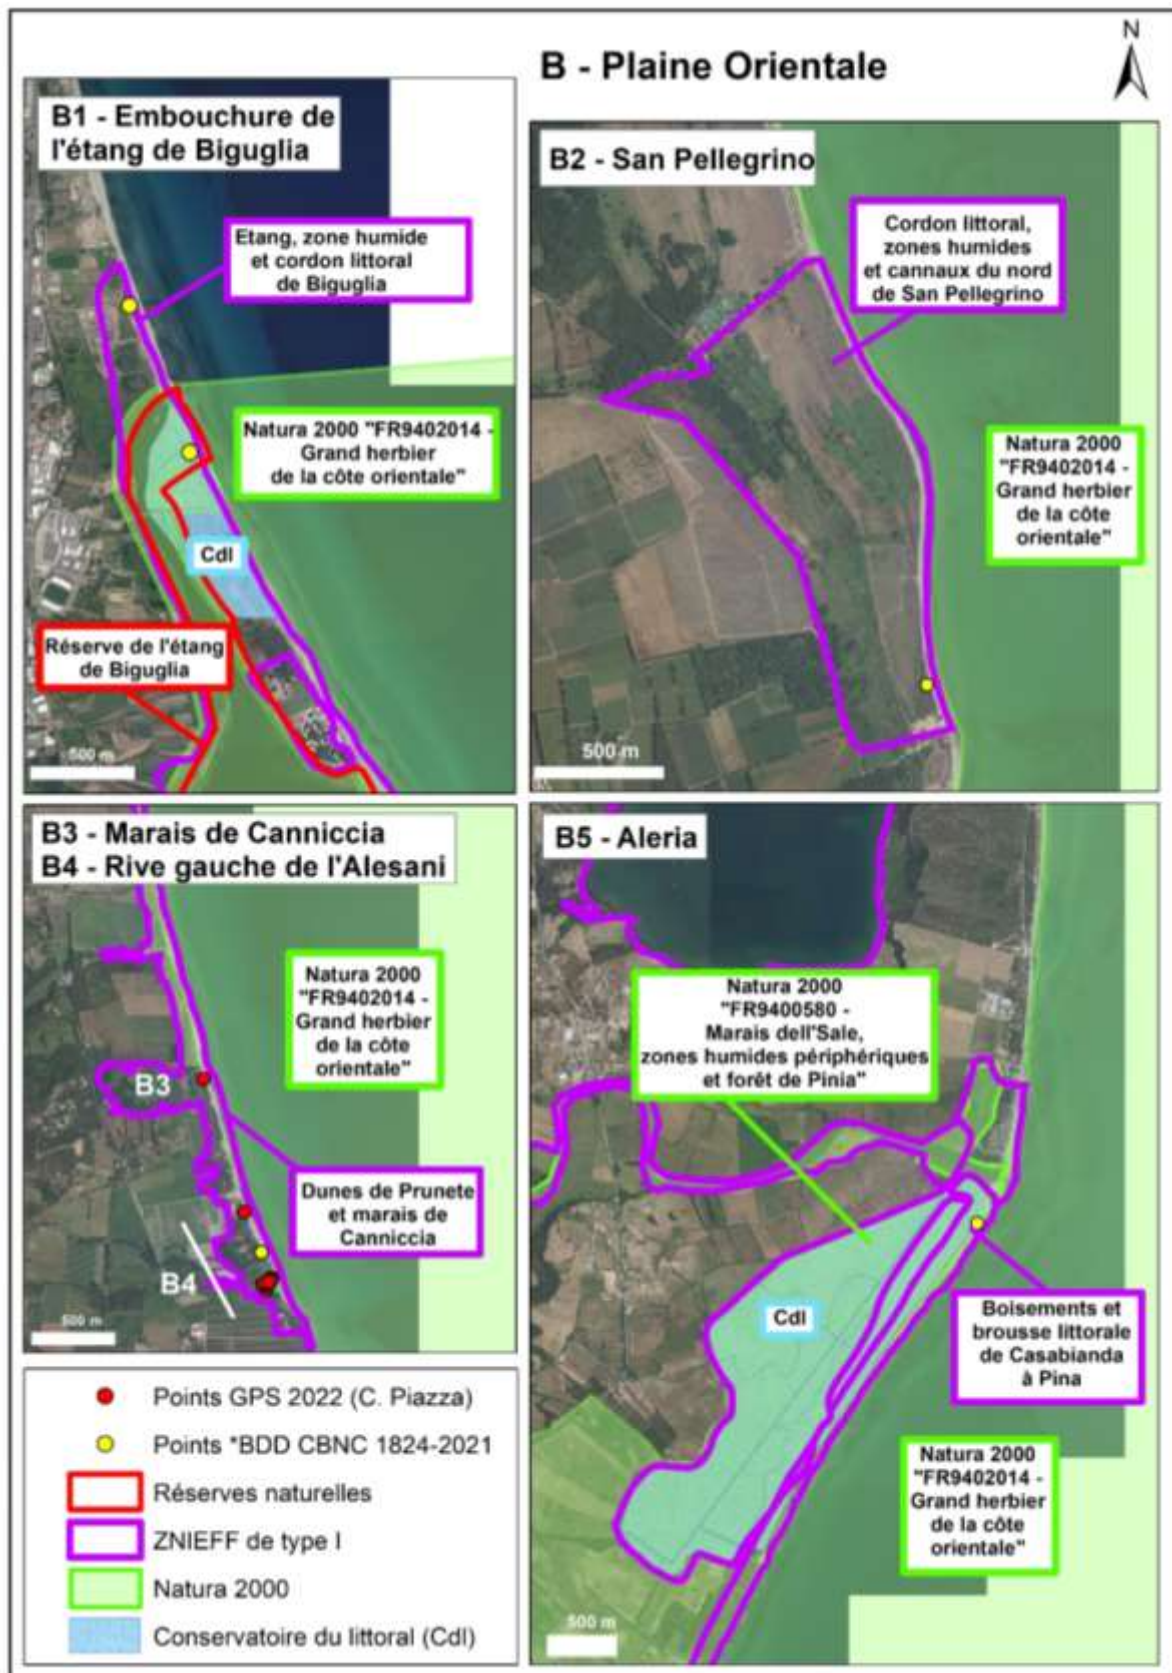 N
B - Plaine Orientale
B1 - Embouchure de
l'étang de Biguglia
Etang, zone humide
et cordon littoral
de Biguglia
Natura 2000 "FR9402014 -
Grand herbier
de la côte orientale"
Cdl
Réserve de l'étang
de Biguglia
500 m
B2 - San Pellegrino
Cordon littoral,
zones humides
et cannaux du nord
de San Pellegrino
Natura 2000
"FR9402014 -
Grand herbier
de la côte
orientale"
500 m
B3 - Marais de Canniccia
B4 - Rive gauche de l'Alesani
Natura 2000
"FR9402014 -
Grand herbier
de la côte
orientale"
B3
Dunes de Prunete
et marais de
Canniccia
B4
500 m
B5 - Aleria
Natura 2000
"FR9400580 -
Marais dell'Sale,
zones humides périphériques
et forêt de Pinia"
Cdl
Boisements et
brousse littorale
de Casabianda
à Pina
Natura 2000
"FR9402014 -
Grand herbier
de la côte
orientale"
500 m
Points GPS 2022 (C. Piazza)
Points *BDD CBNC 1824-2021
Réserves naturelles
ZNIEFF de type I
Natura 2000
Conservatoire du littoral (Cdl)